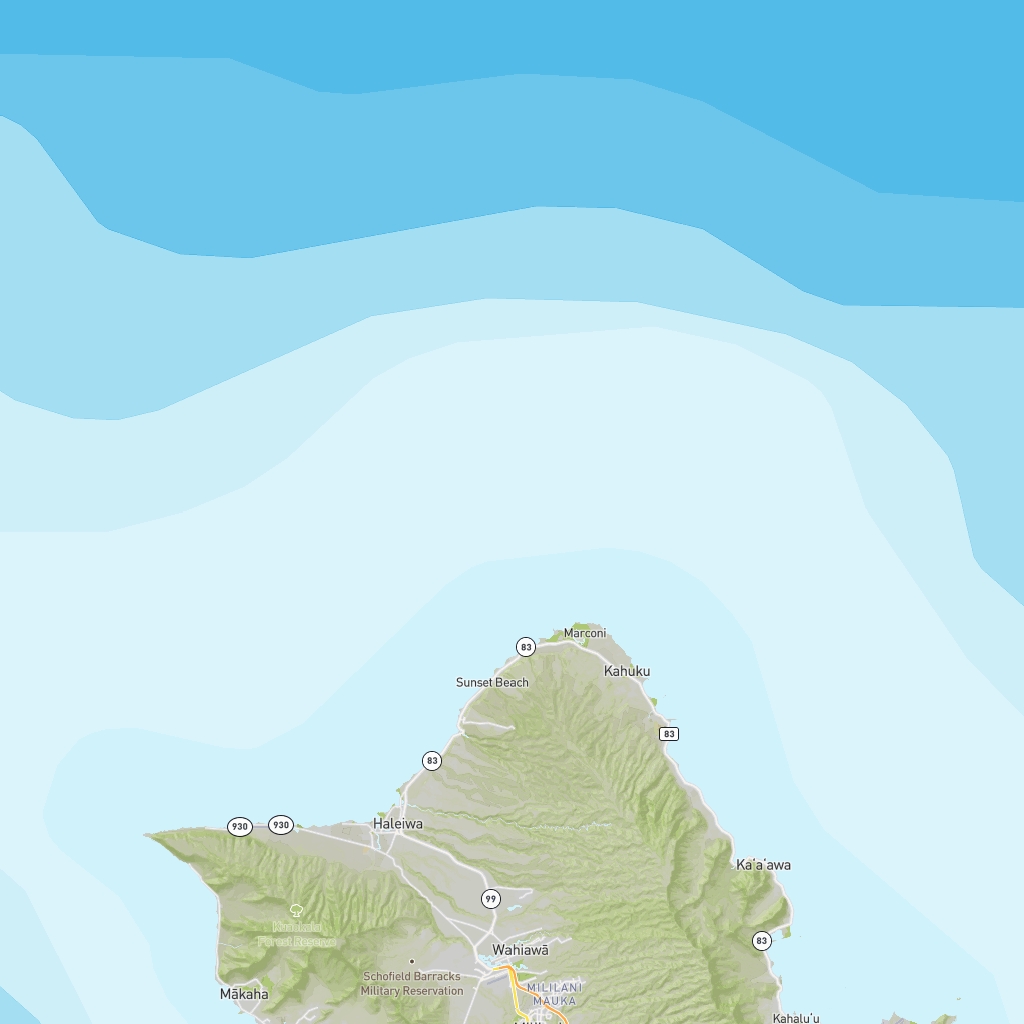 Marconi
83
Kahuku
Sunset Beach
83
83
Haleiwa
930
930
Ka'a'awa
99
Kuaokala
Forest Reserve
83
Wahiawā
Schofield Barracks
Military Reservation
MILILANI
MAUKA
Mākaha
Kahalu'u